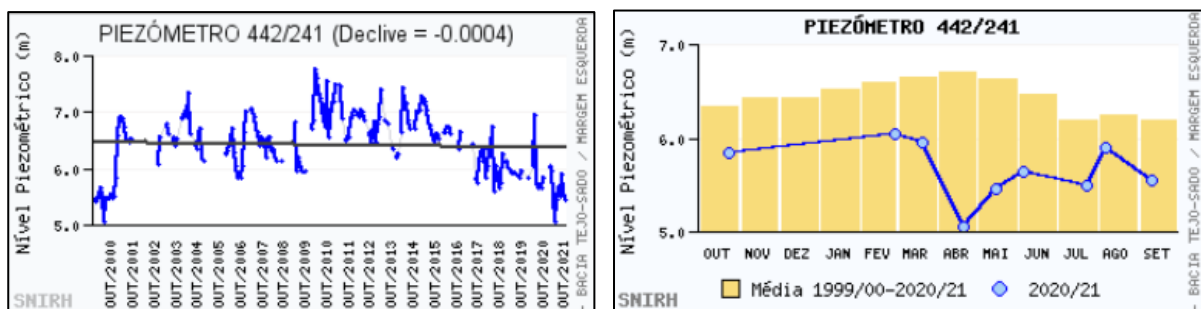 PIEZÓMETRO 442/241 (Declive = -0.0004)
Nível Piezométrico (m)
8.0
7.0
6.0
5.0
OUT/2000
OUT/2001
OUT/2002
OUT/2003
OUT/2004
OUT/2005
OUT/2006
OUT/2007
OUT/2008
OUT/2009
OUT/2010
OUT/2011
OUT/2012
OUT/2013
OUT/2014
OUT/2015
OUT/2016
OUT/2017
OUT/2018
OUT/2019
OUT/2020
OUT/2021
SNIRH
- BACIA TEJO-SADO / MARGEM ESQUERDA
PIEZÓMETRO 442/241
Nível Piezométrico (m)
7.0
6.0
5.0
OUT NOV DEZ JAN FEV MAR ABR MAI JUN JUL AGO SET
Média 1999/00-2020/21 2020/21
SNIRH
- BACIA TEJO-SADO / MARGEM ESQUERDA